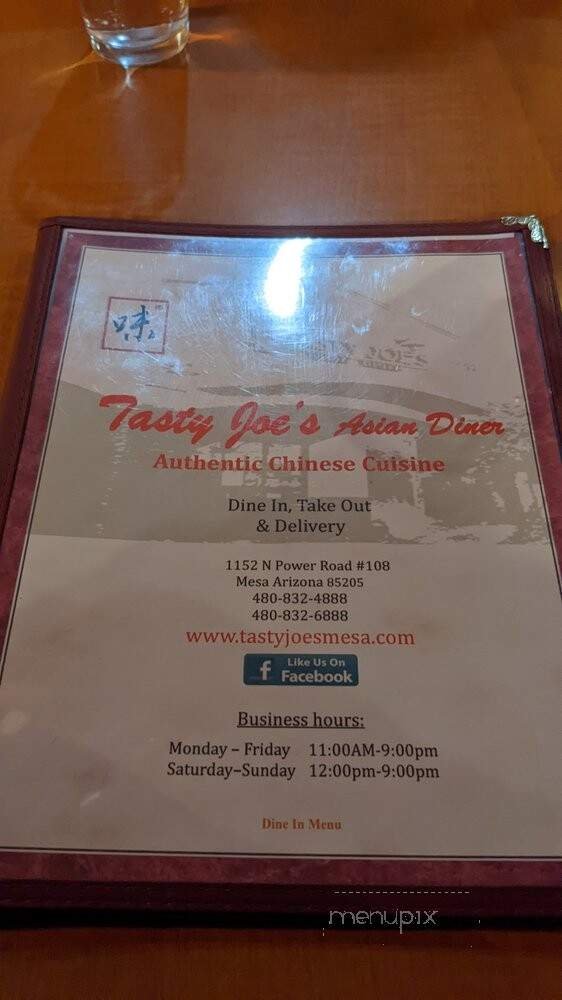 味
Tasty Joe's Asian Diner
Authentic Chinese Cuisine
Dine In, Take Out
& Delivery
1152 N Power Road #108
Mesa Arizona 85205
480-832-4888
480-832-6888
www.tastyjoesmesa.com
f Like Us On
Facebook
Business hours:
Monday – Friday 11:00AM-9:00pm
Saturday–Sunday 12:00pm-9:00pm
Dine In Menu
menupix